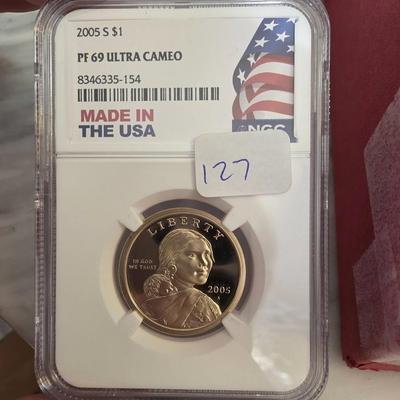 2005 S $1
PF 69 ULTRA CAMEO
8346335-154
MADE IN
THE USA
NGC
127
LIBERTY
IN GOD
WE TRUST
2005
S